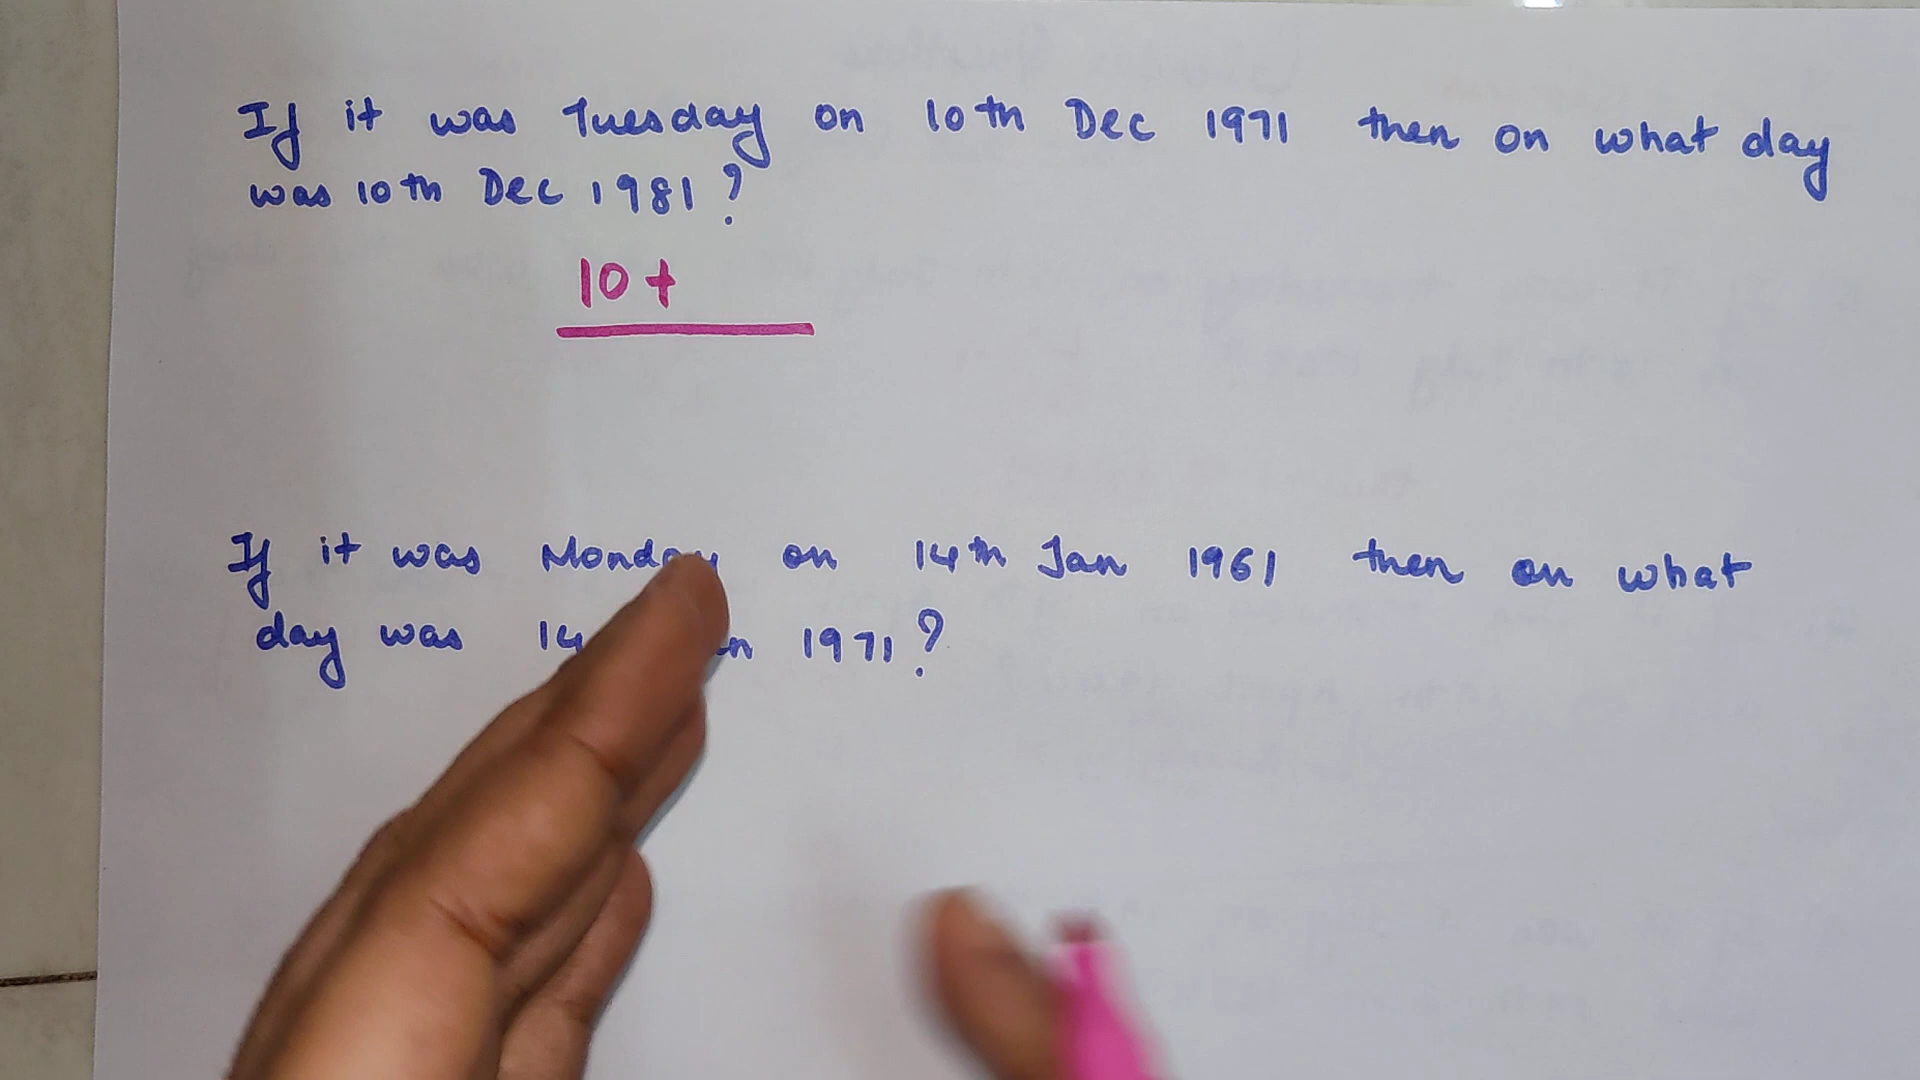 If it was Tuesday on 10th Dec 1971 then on what day
was 10th Dec 1981?
10+
If it was Monday on 14th Jan 1961 then on what
day was 14 n 1971?